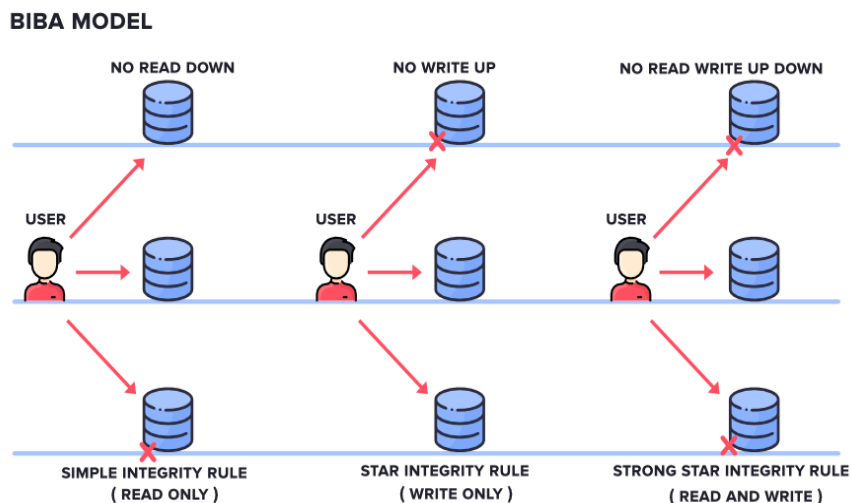 BIBA MODEL
NO READ DOWN
NO WRITE UP
NO READ WRITE UP DOWN
USER
USER
USER
SIMPLE INTEGRITY RULE
( READ ONLY )
STAR INTEGRITY RULE
( WRITE ONLY )
STRONG STAR INTEGRITY RULE
( READ AND WRITE )